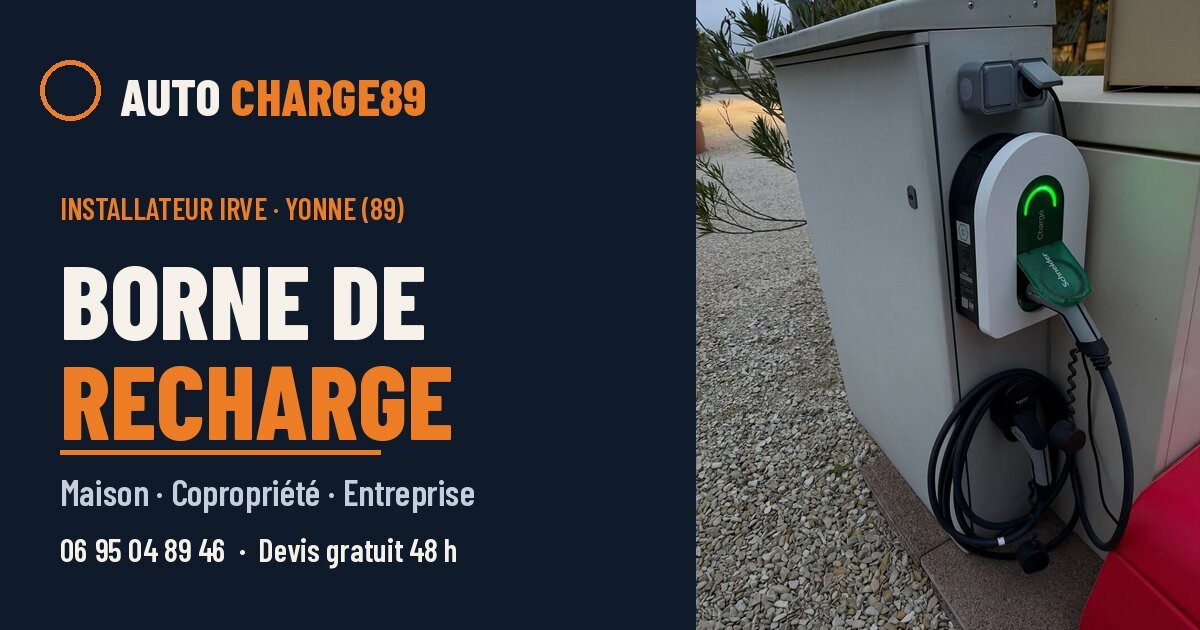 AUTO CHARGE89
INSTALLATEUR IRVE · YONNE (89)
BORNE DE
RECHARGE
Maison · Copropriété · Entreprise
06 95 04 89 46 · Devis gratuit 48 h
Charge
Schneider